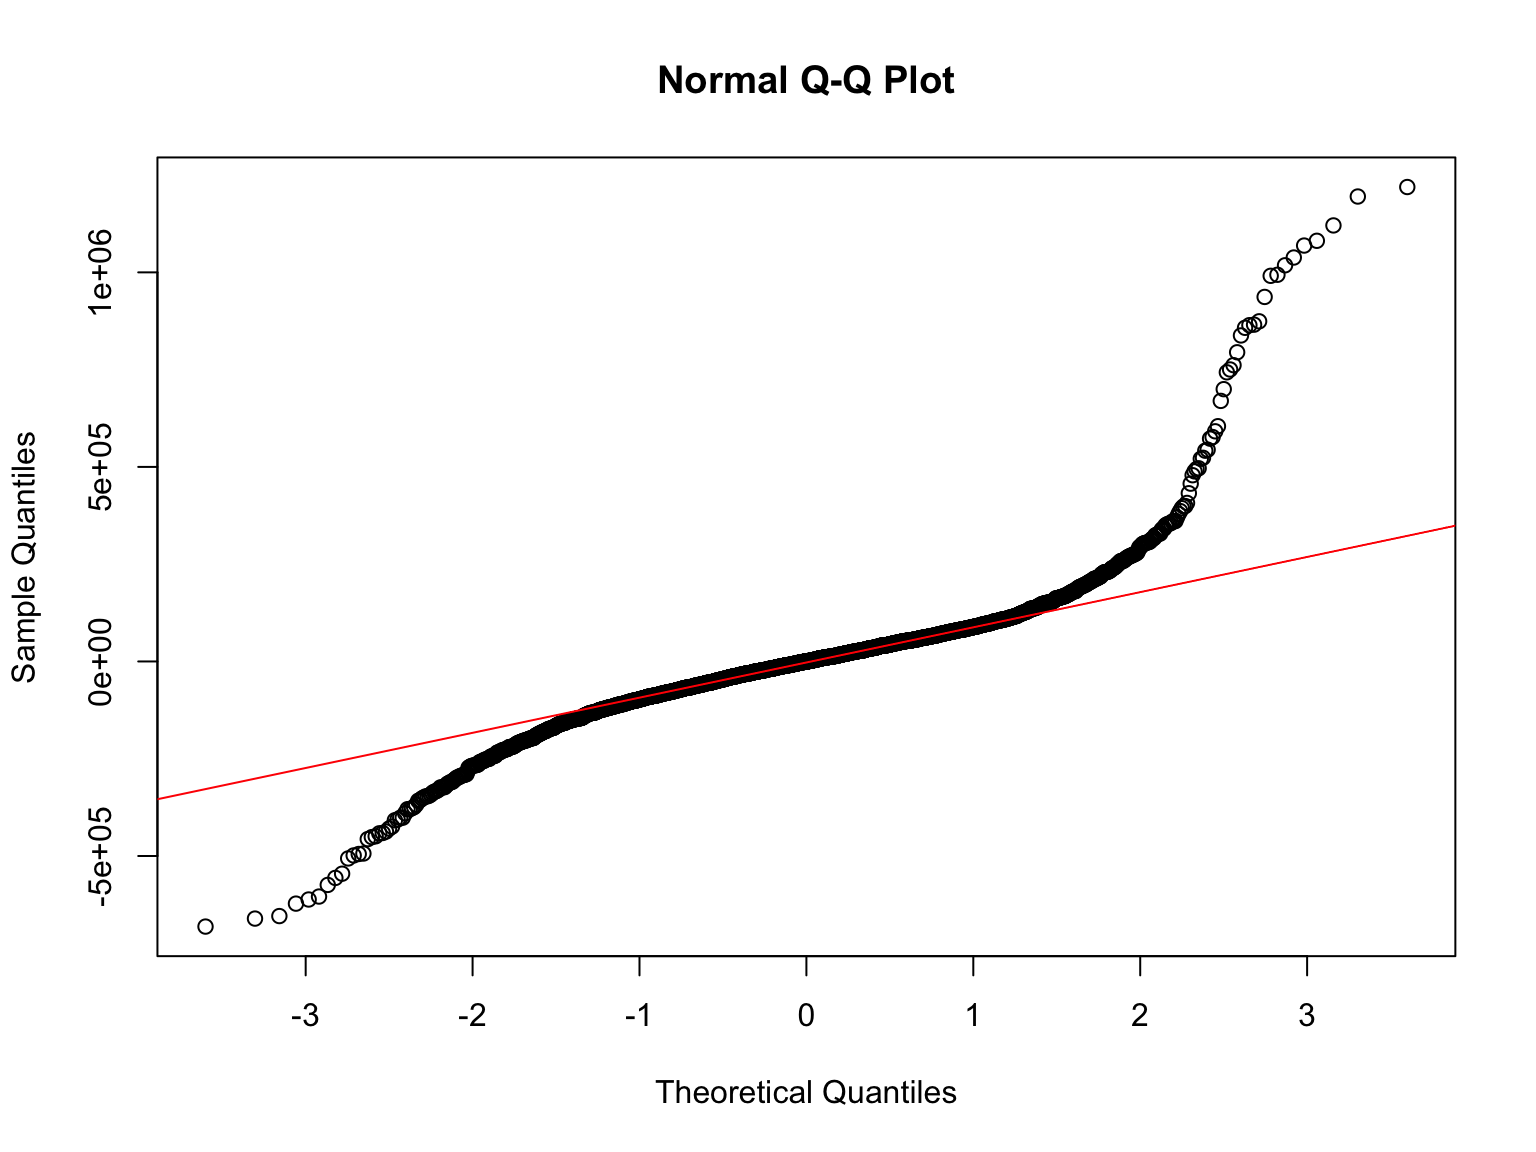 Normal Q-Q Plot
Sample Quantiles
1e+06
5e+05
0e+00
-5e+05
-3 -2 -1 0 1 2 3
Theoretical Quantiles